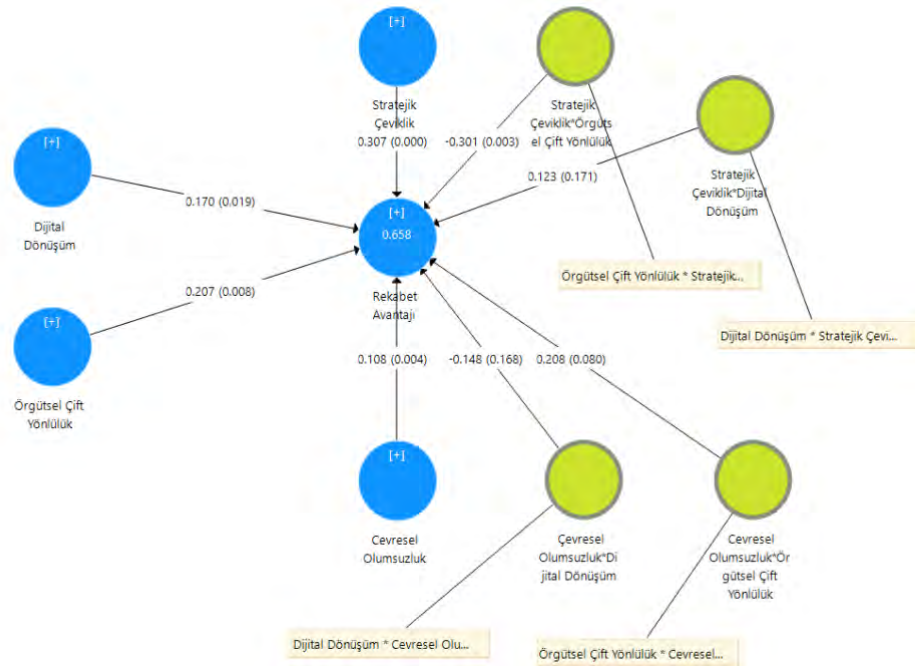 [+]
Stratejik
Çeviklik
Stratejik
Çeviklik*Örgüts
el Çift Yönlülük
Stratejik
Çeviklik*Dijital
Dönüşüm
[+]
Dijital
Dönüşüm
0.307 (0.000)
-0.301 (0.003)
0.123 (0.171)
0.170 (0.019)
[+]
0.658
Rekabet
Avantajı
0.207 (0.008)
[+]
Örgütsel Çift
Yönlülük
Örgütsel Çift Yönlülük * Stratejik...
Dijital Dönüşüm * Stratejik Çevi...
0.108 (0.004)
-0.148 (0.168)
0.208 (0.080)
[+]
Cevresel
Olumsuzluk
Çevresel
Olumsuzluk*Di
jital Dönüşüm
Cevresel
Olumsuzluk*Ör
gütsel Çift
Yönlülük
Dijital Dönüşüm * Cevresel Olu...
Örgütsel Çift Yönlülük * Cevresel...